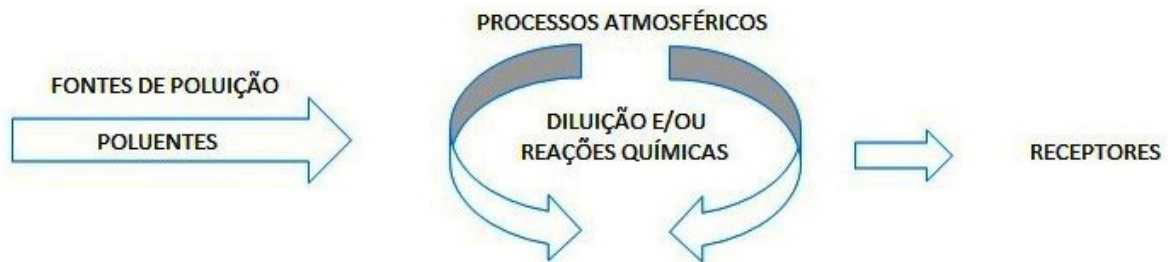 PROCESSOS ATMOSFÉRICOS
FONTES DE POLUIÇÃO
POLUENTES
DILUIÇÃO E/OU
REAÇÕES QUÍMICAS
RECEPTORES